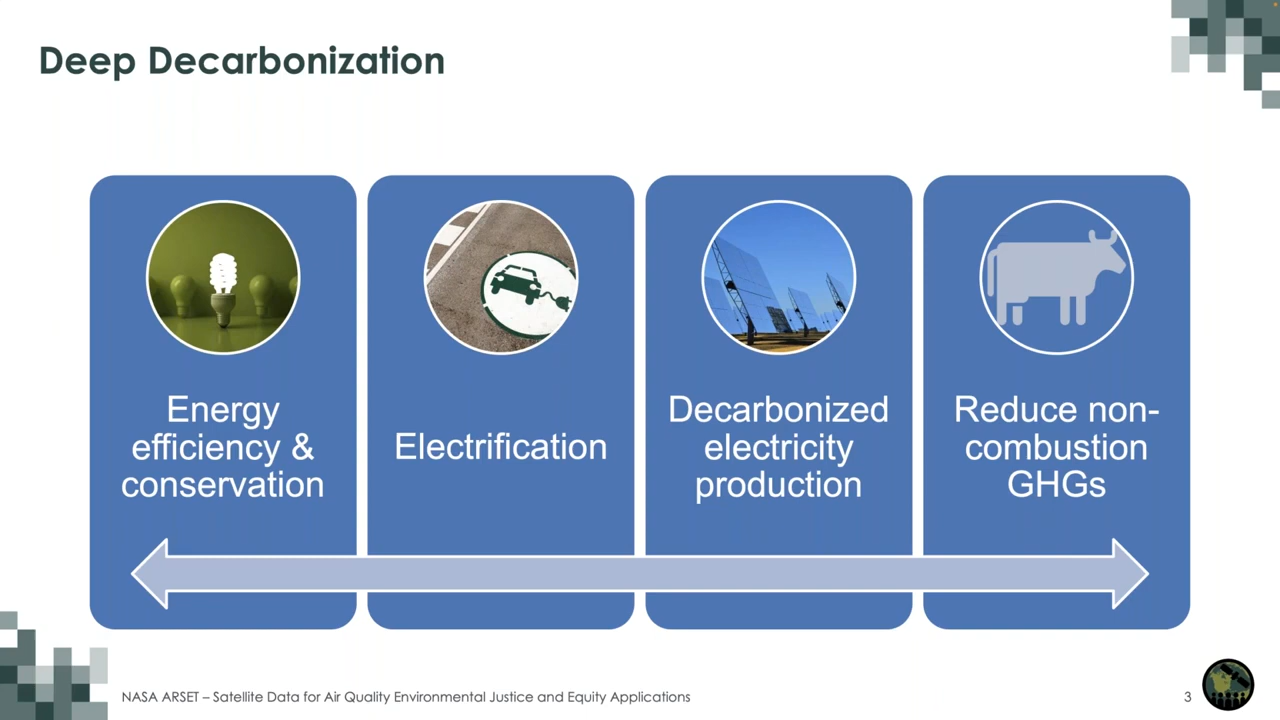 Deep Decarbonization
Energy
efficiency &
conservation
Electrification
Decarbonized
electricity
production
Reduce non-
combustion
GHGs
NASA ARSET – Satellite Data for Air Quality Environmental Justice and Equity Applications
3